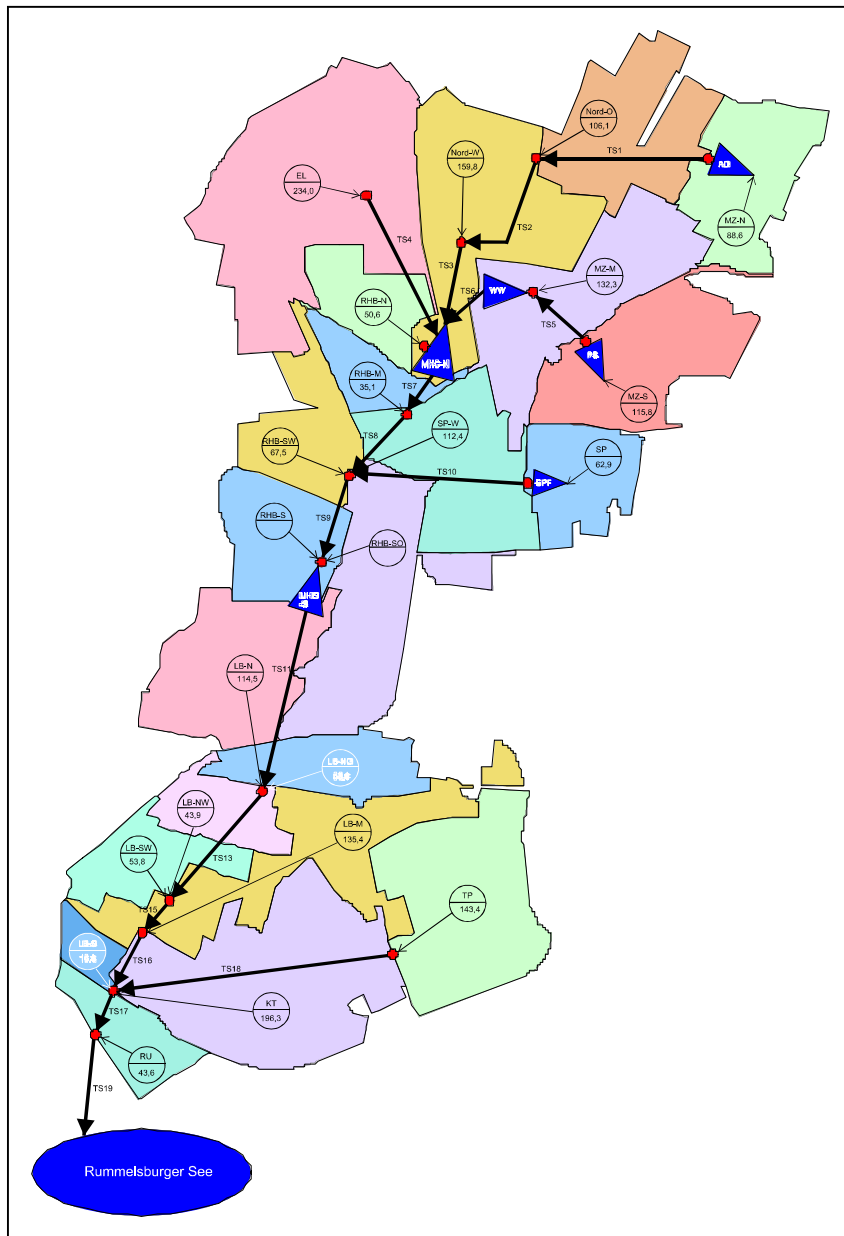 Nord-O
106,1
TS1
Nord-W
159,8
MZ-N
88,6
EL
234,0
TS2
TS4
TS3
MZ-M
132,3
TS6
WW
RHB-N
50,6
TS5
RHB-M
35,1
TS7
MZ-S
115,8
SP-W
112,4
TS8
RHB-SW
67,5
SP
62,9
TS10
RHB-S
TS9
RHB-SO
LB-N
114,5
TS11
LB-NW
43,9
LB-M
135,4
LB-SW
53,8
TS13
TP
143,4
TS15
TS16
TS18
KT
196,3
TS17
RU
43,6
TS19
Rummelsburger See